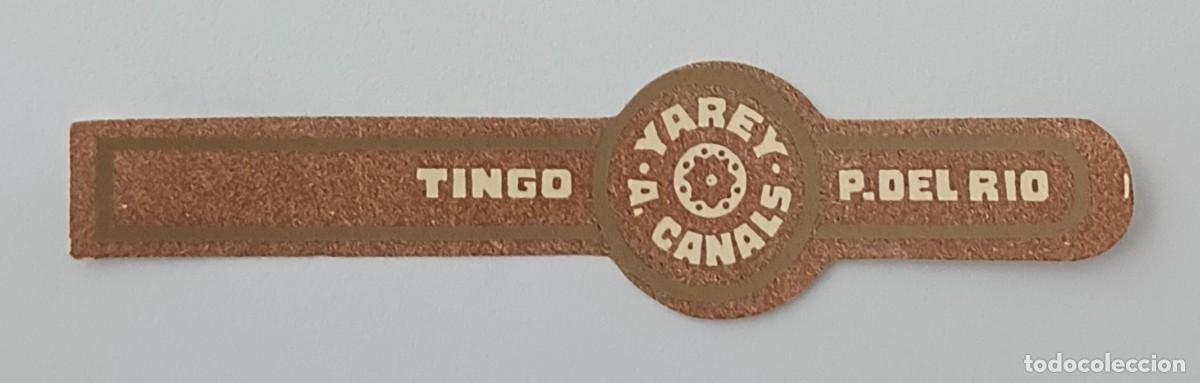 TINGO
·YAREY·
A. CANALS
P. DEL RIO
todocoleccion